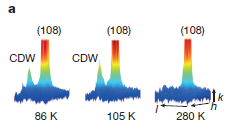 a
(108) (108) (108)
CDW CDW
k
l h
86 K 105 K 280 K